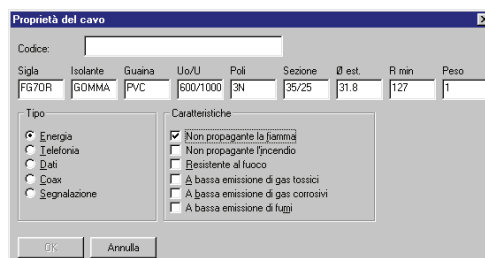 Proprietà del cavo
Codice:
Sigla Isolante Guaina Uo/U Poli Sezione Ø est. R min Peso
FG7OR GOMMA PVC 600/1000 3N 35/25 31.8 127 1
Tipo
Energia
Telefonia
Dati
Coax
Segnalazione
Caratteristiche
Non propagante la fiamma
Non propagante l'incendio
Resistente al fuoco
A bassa emissione di gas tossici
A bassa emissione di gas corrosivi
A bassa emissione di fumi
OK Annulla